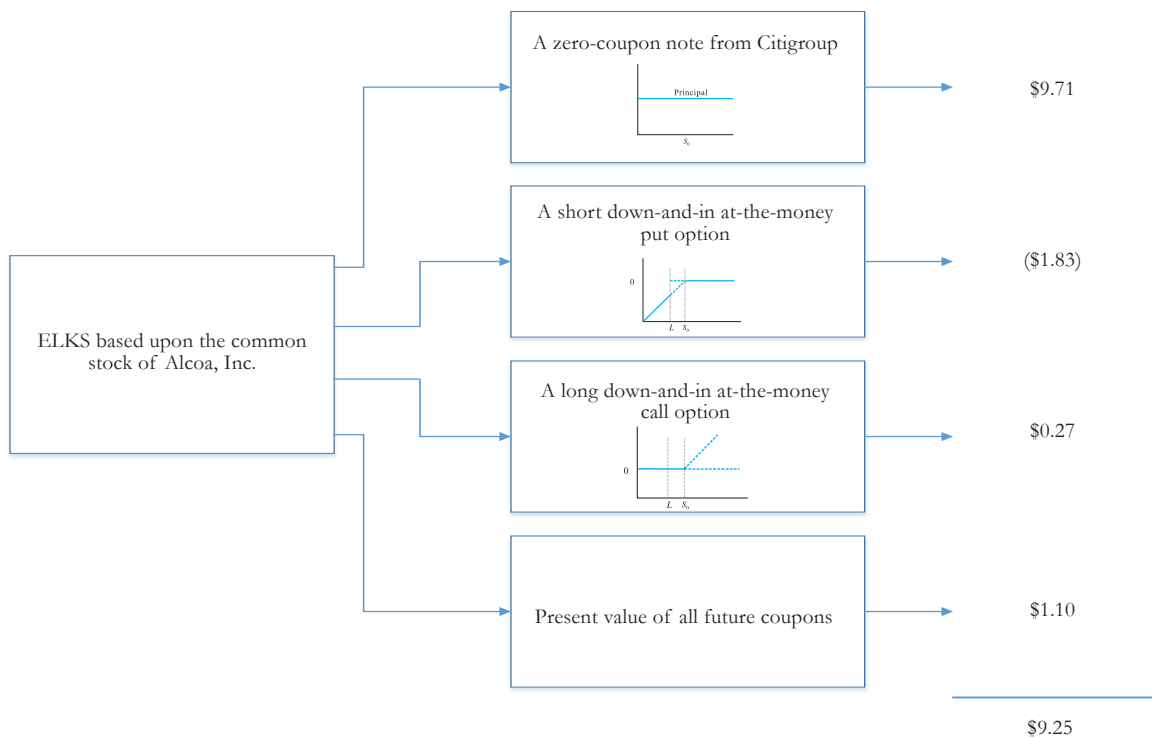 A zero-coupon note from Citigroup
Principal
S₀
$9.71
A short down-and-in at-the-money
put option
0
L S₀
($1.83)
ELKS based upon the common
stock of Alcoa, Inc.
A long down-and-in at-the-money
call option
0
L S₀
$0.27
Present value of all future coupons
$1.10
$9.25